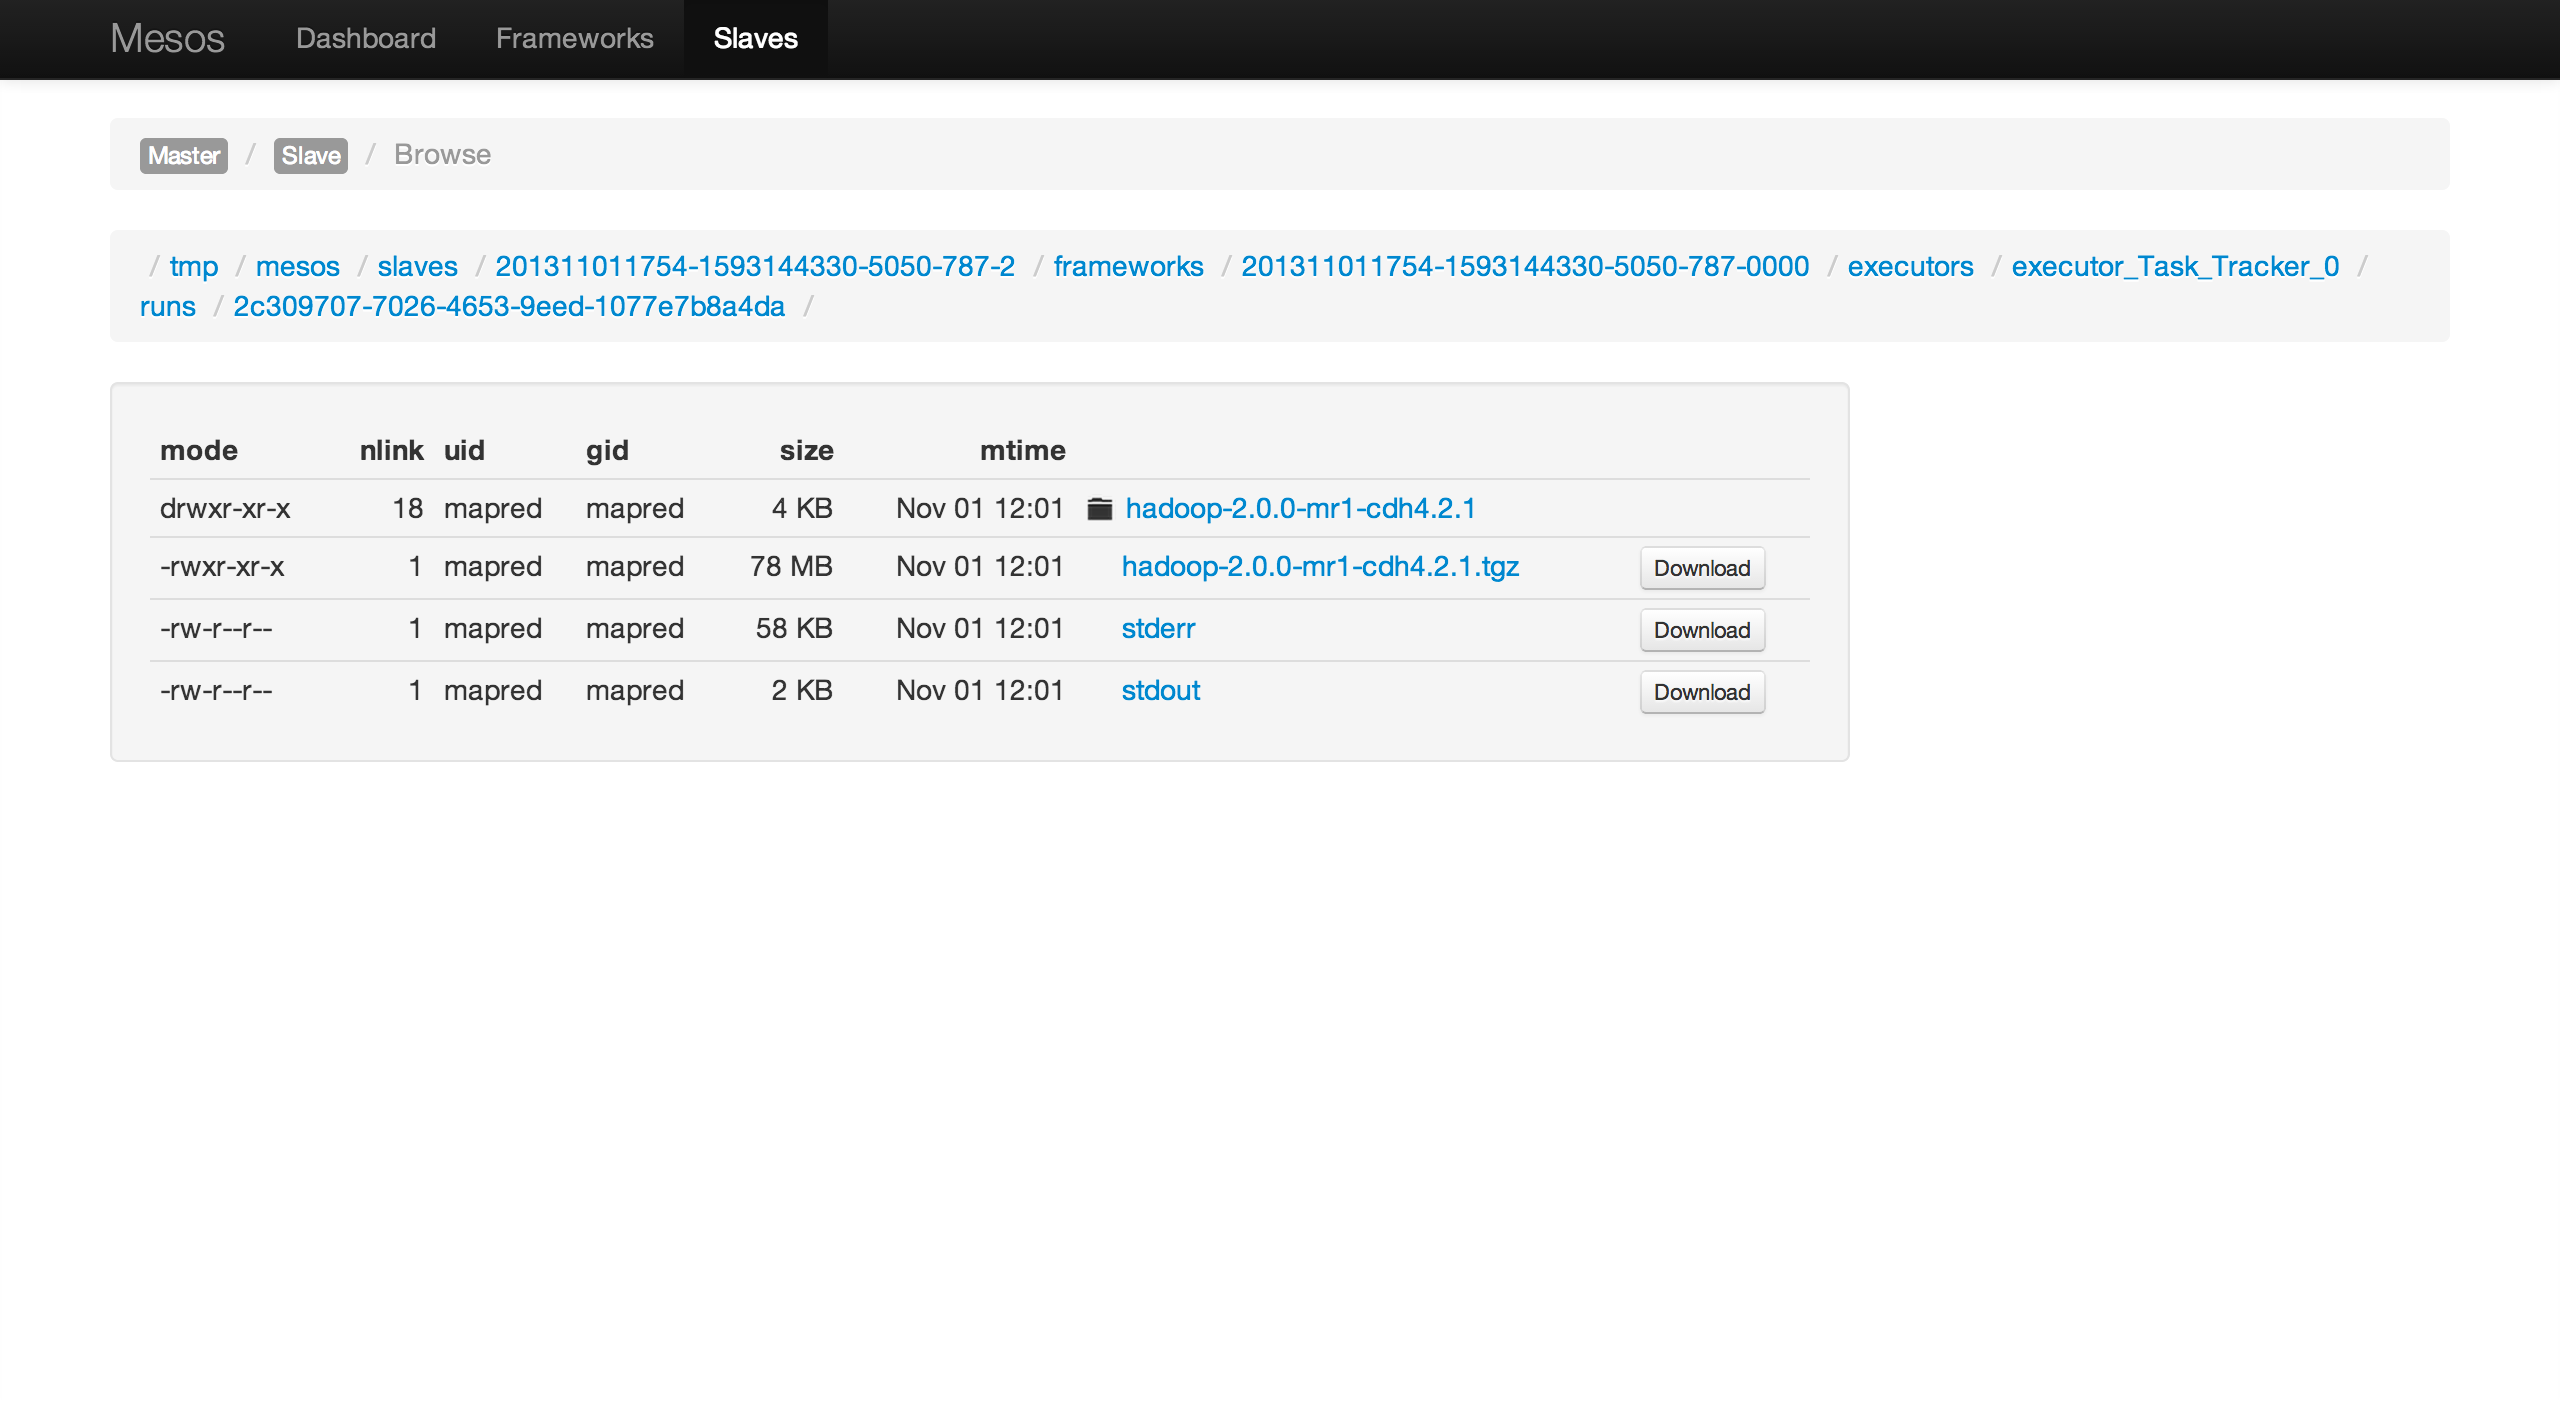 Mesos Dashboard Frameworks Slaves
Master / Slave / Browse
/ tmp / mesos / slaves / 201311011754-1593144330-5050-787-2 / frameworks / 201311011754-1593144330-5050-787-0000 / executors / executor_Task_Tracker_0 /
runs / 2c309707-7026-4653-9eed-1077e7b8a4da /
mode nlink uid gid size mtime
drwxr-xr-x 18 mapred mapred 4 KB Nov 01 12:01 hadoop-2.0.0-mr1-cdh4.2.1
-rwxr-xr-x 1 mapred mapred 78 MB Nov 01 12:01 hadoop-2.0.0-mr1-cdh4.2.1.tgz Download
-rw-r--r-- 1 mapred mapred 58 KB Nov 01 12:01 stderr Download
-rw-r--r-- 1 mapred mapred 2 KB Nov 01 12:01 stdout Download